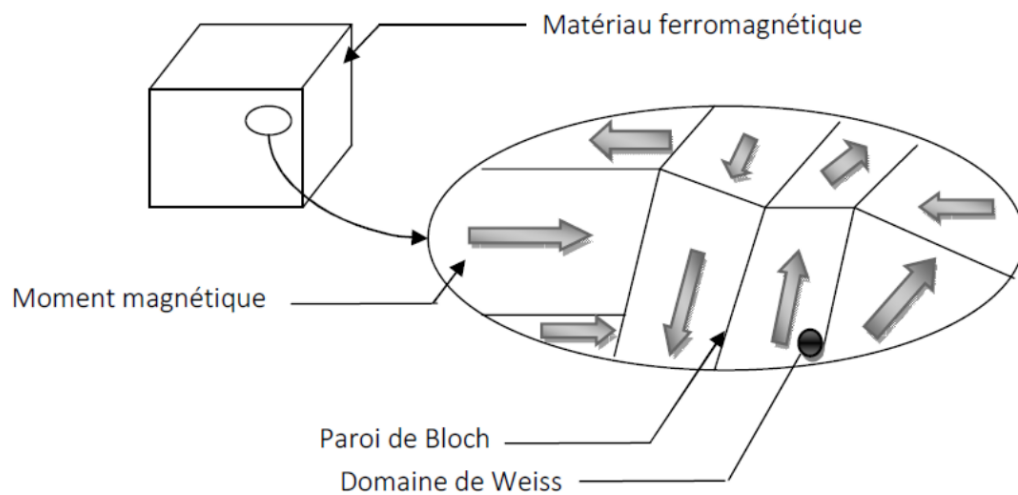 Matériau ferromagnétique
Moment magnétique
Paroi de Bloch
Domaine de Weiss